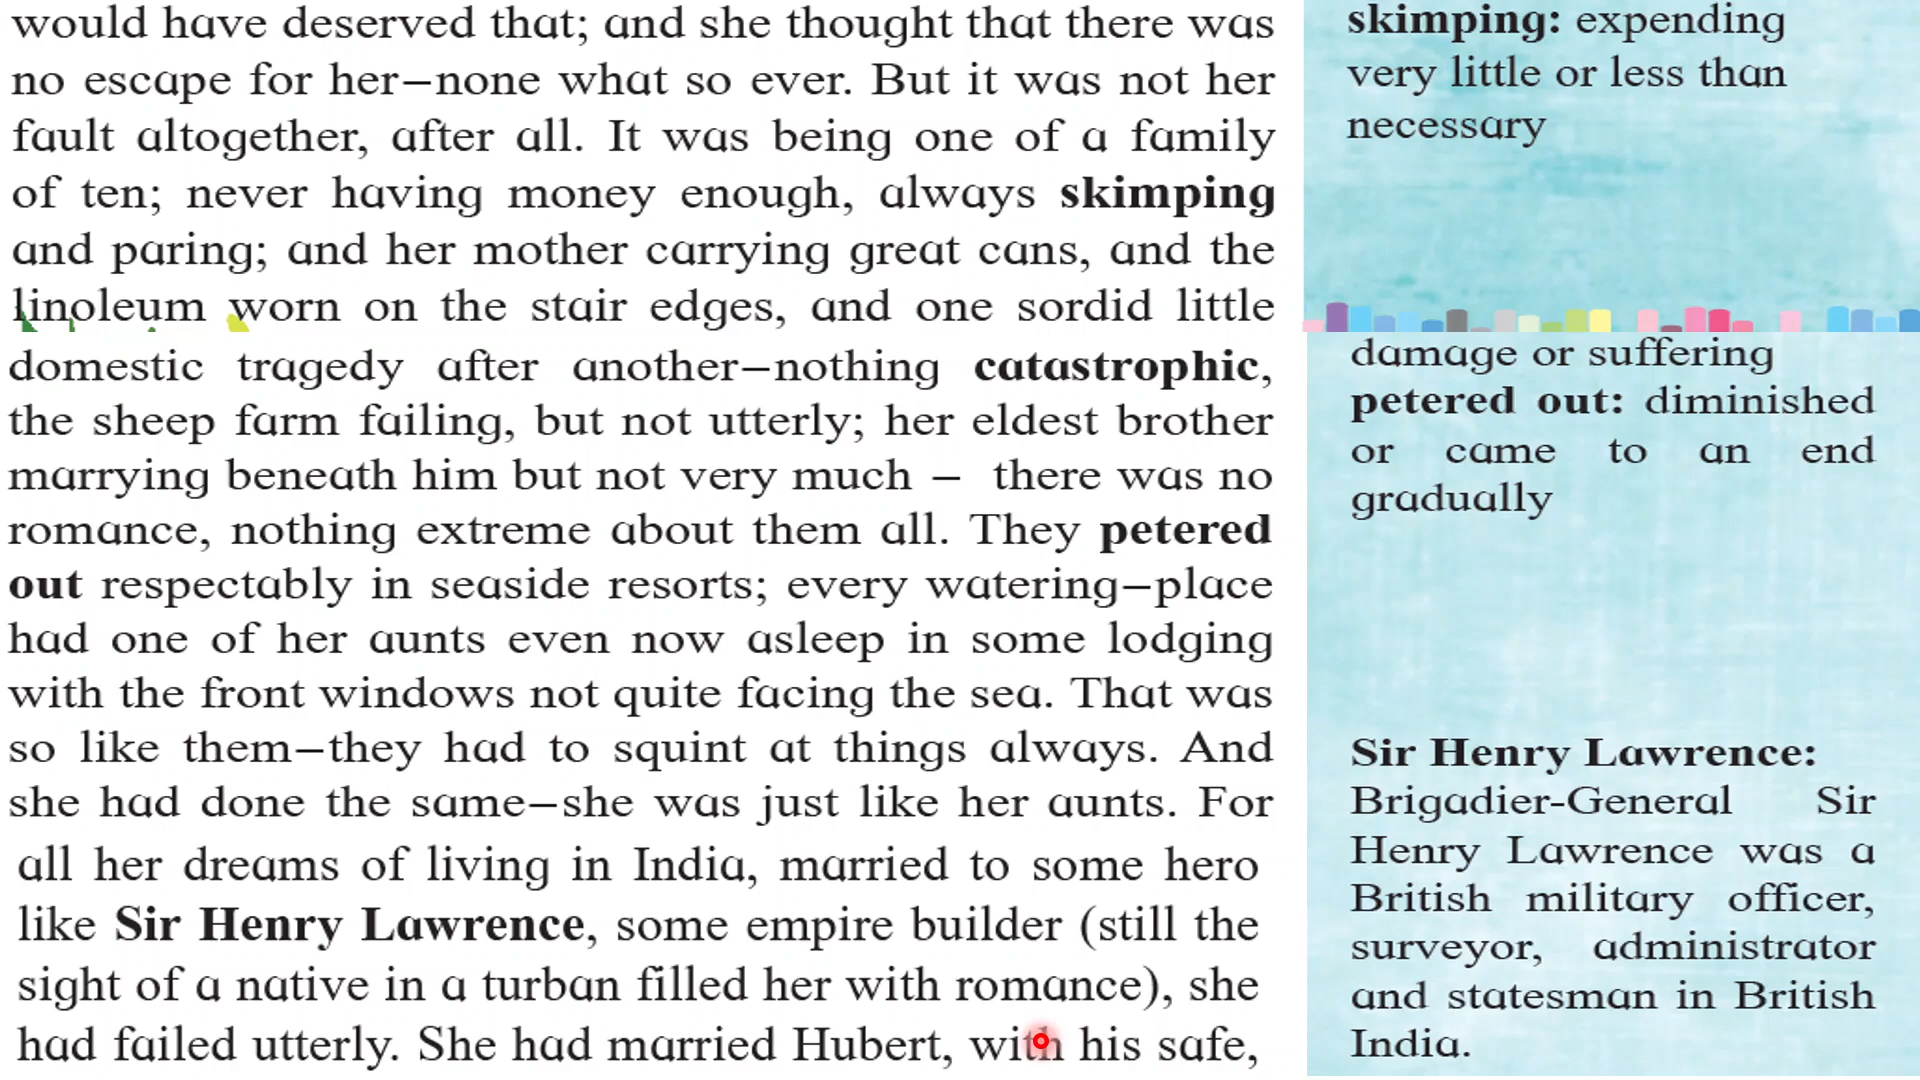 would have deserved that; and she thought that there was
no escape for her—none what so ever. But it was not her
fault altogether, after all. It was being one of a family
of ten; never having money enough, always skimping
and paring; and her mother carrying great cans, and the
linoleum worn on the stair edges, and one sordid little
domestic tragedy after another—nothing catastrophic,
the sheep farm failing, but not utterly; her eldest brother
marrying beneath him but not very much – there was no
romance, nothing extreme about them all. They petered
out respectably in seaside resorts; every watering—place
had one of her aunts even now asleep in some lodging
with the front windows not quite facing the sea. That was
so like them—they had to squint at things always. And
she had done the same—she was just like her aunts. For
all her dreams of living in India, married to some hero
like Sir Henry Lawrence, some empire builder (still the
sight of a native in a turban filled her with romance), she
had failed utterly. She had married Hubert, with his safe,
skimping: expending
very little or less than
necessary
damage or suffering
petered out: diminished
or came to an end
gradually
Sir Henry Lawrence:
Brigadier-General Sir
Henry Lawrence was a
British military officer,
surveyor, administrator
and statesman in British
India.